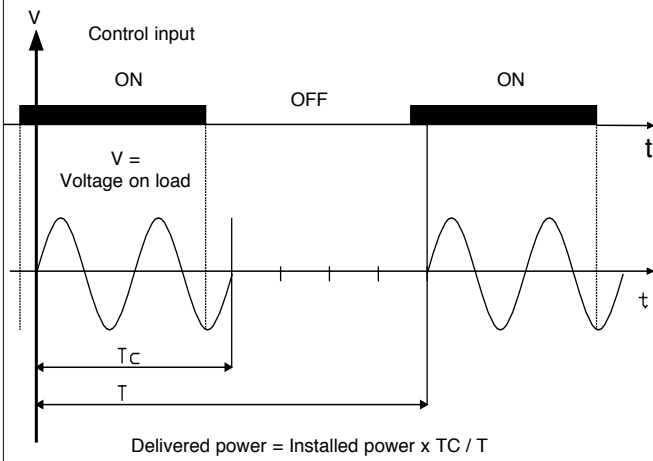 V
Control input
ON
OFF
ON
t
V =
Voltage on load
t
Tc
T
Delivered power = Installed power x TC / T